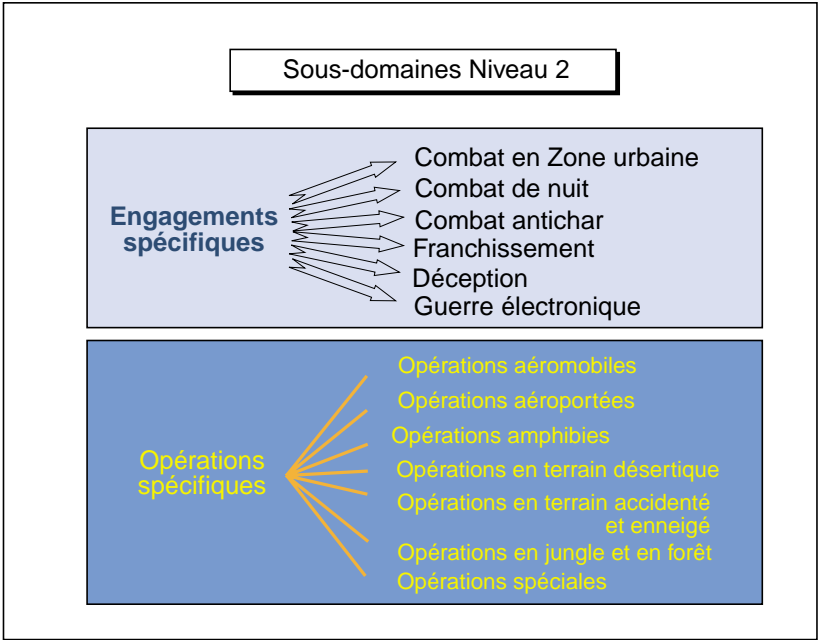 Sous-domaines Niveau 2
Engagements
spécifiques
Combat en Zone urbaine
Combat de nuit
Combat antichar
Franchissement
Déception
Guerre électronique
Opérations
spécifiques
Opérations aéromobiles
Opérations aéroportées
Opérations amphibies
Opérations en terrain désertique
Opérations en terrain accidenté
et enneigé
Opérations en jungle et en forêt
Opérations spéciales